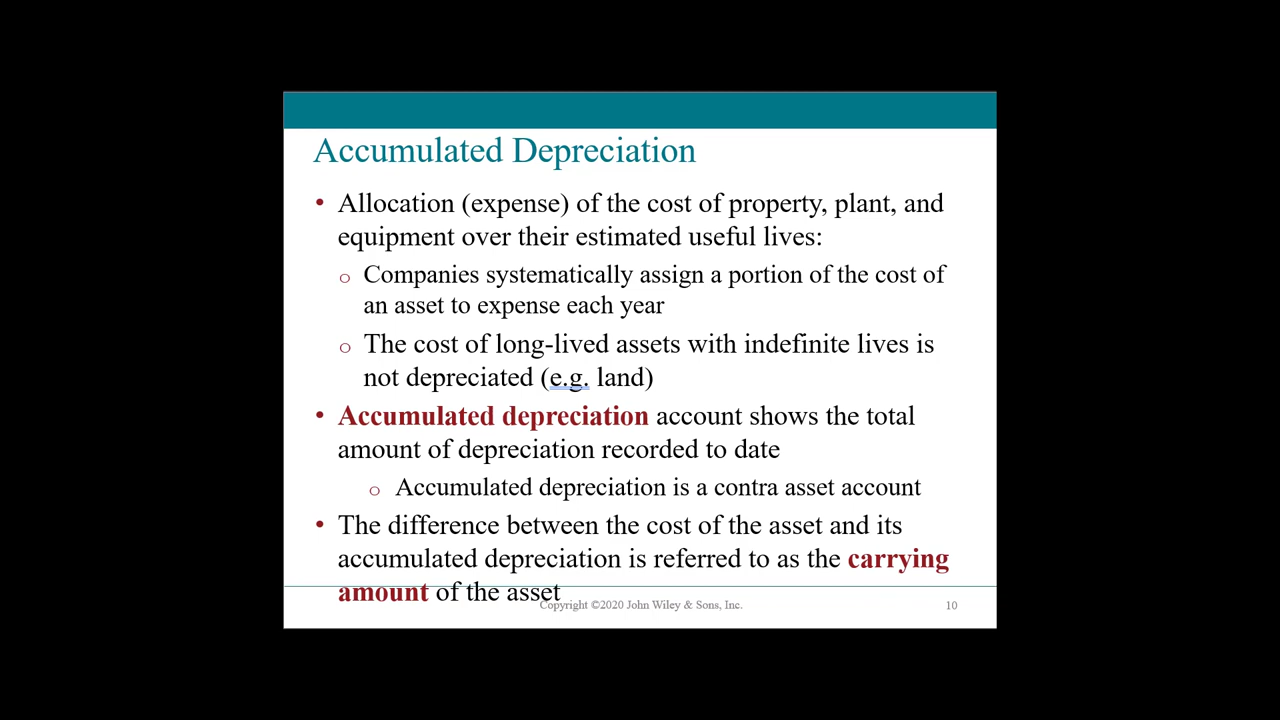 Accumulated Depreciation
• Allocation (expense) of the cost of property, plant, and
equipment over their estimated useful lives:
o Companies systematically assign a portion of the cost of
an asset to expense each year
o The cost of long-lived assets with indefinite lives is
not depreciated (e.g. land)
• Accumulated depreciation account shows the total
amount of depreciation recorded to date
o Accumulated depreciation is a contra asset account
• The difference between the cost of the asset and its
accumulated depreciation is referred to as the carrying
amount of the asset
Copyright ©2020 John Wiley & Sons, Inc.
10